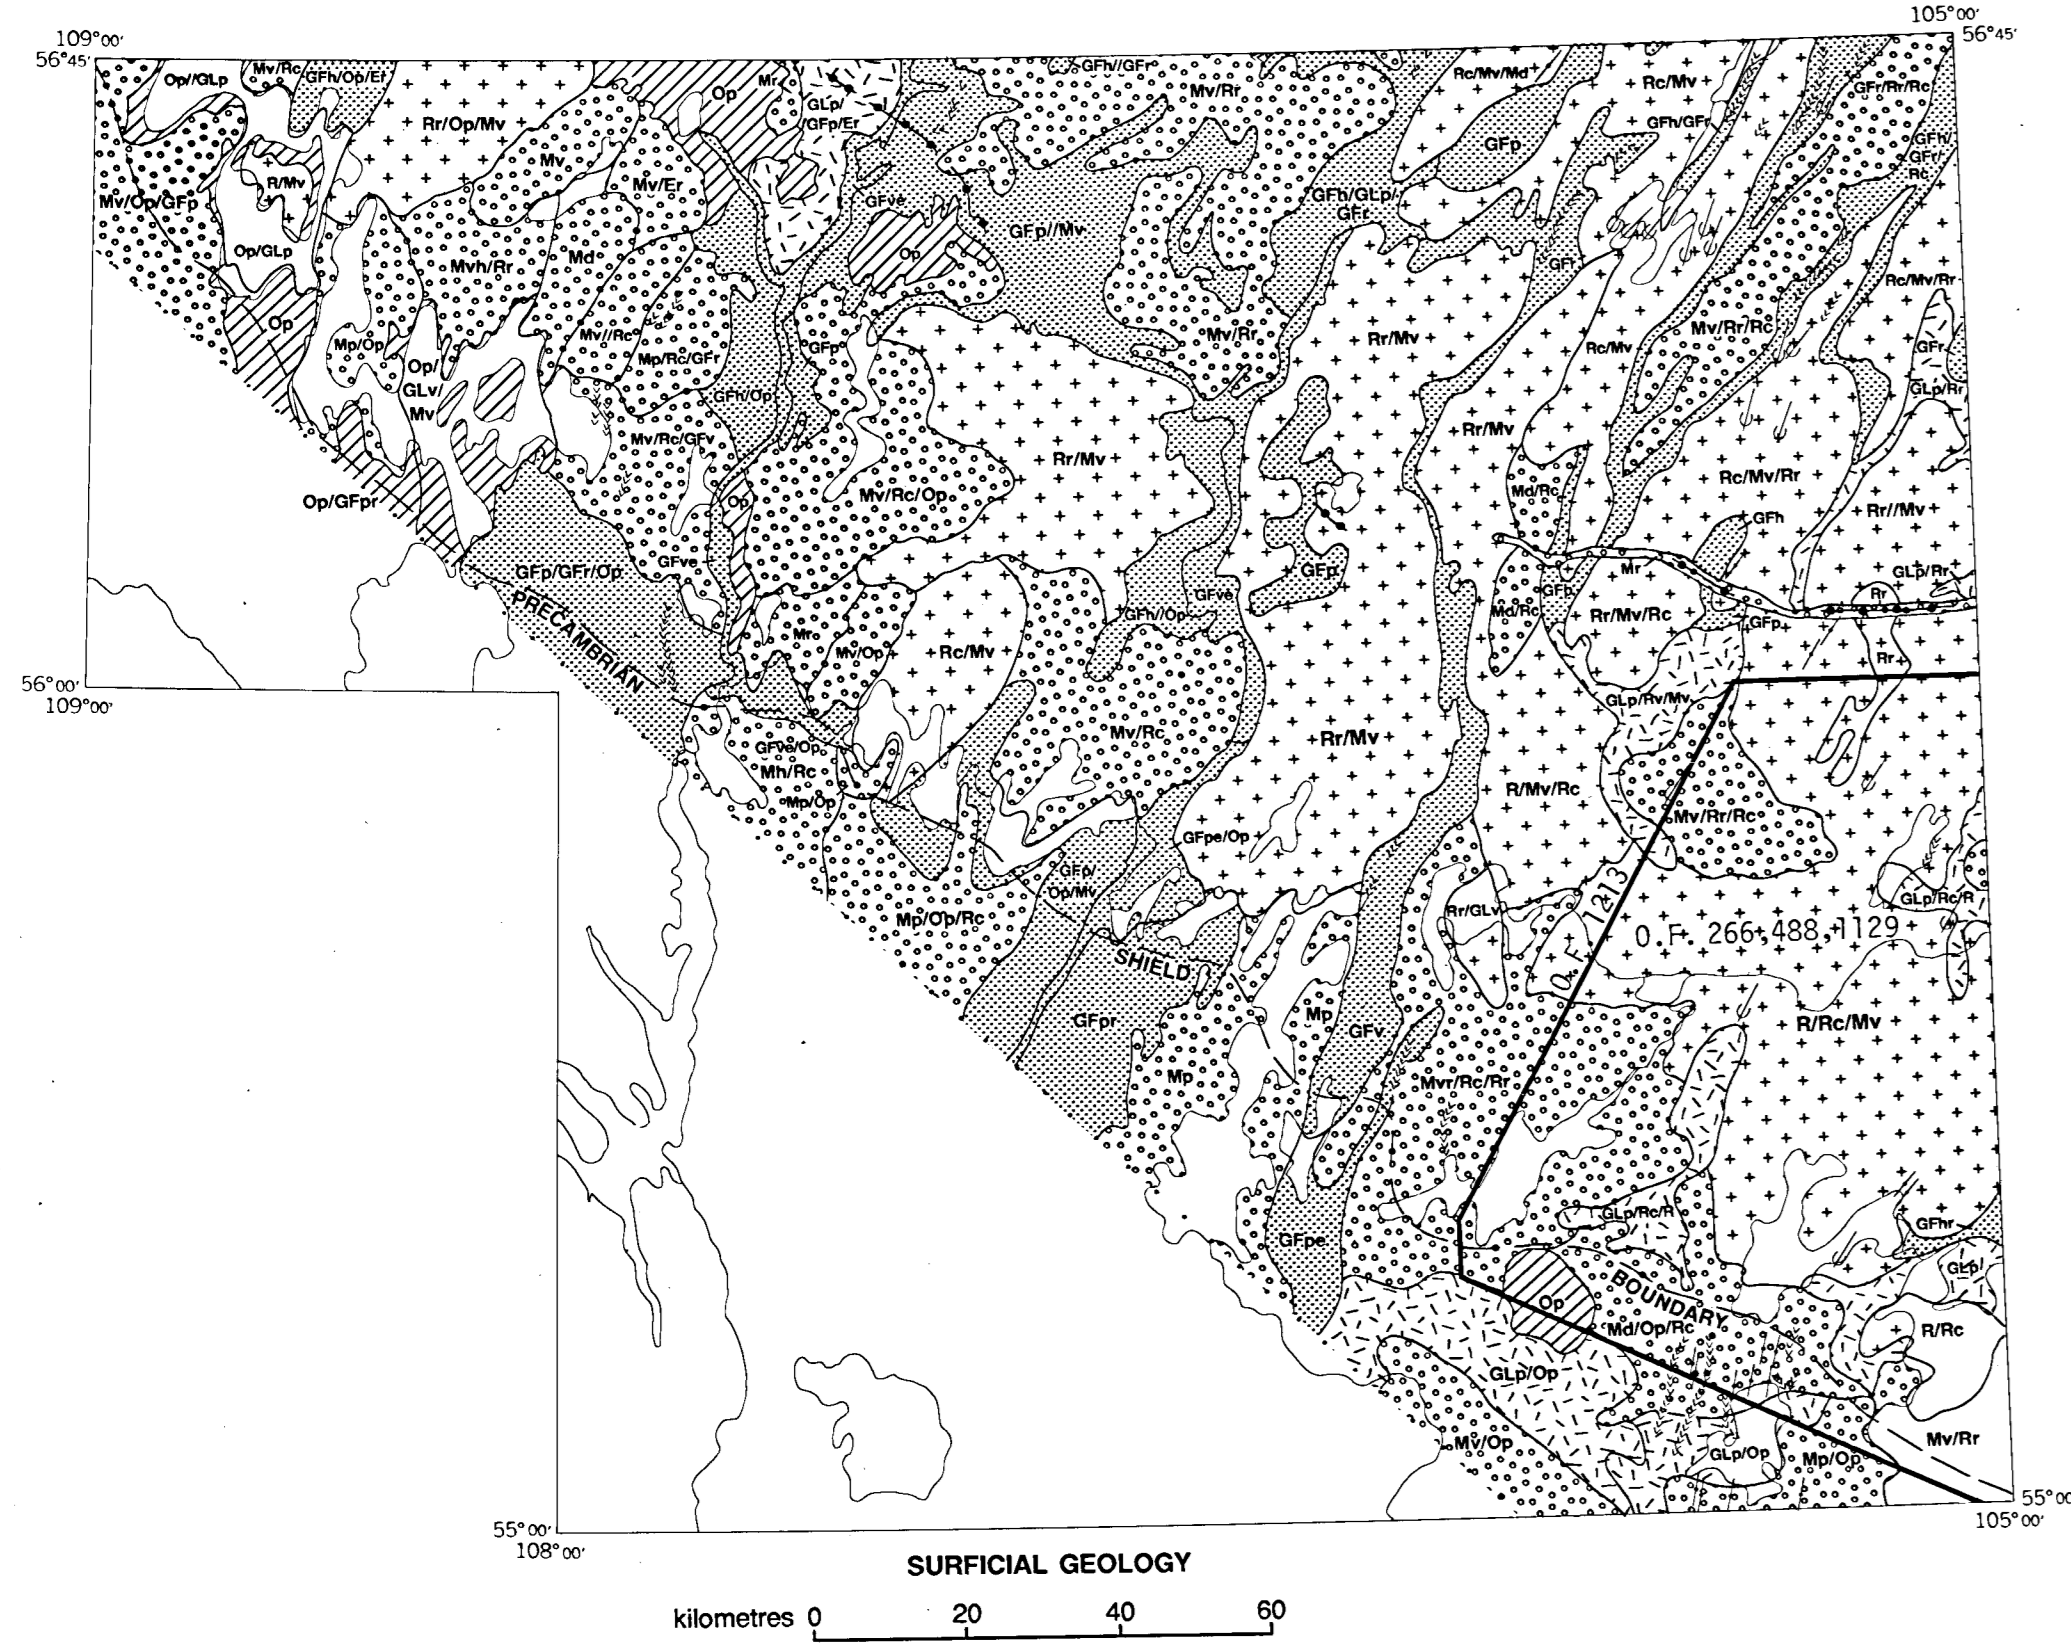 105°00′
109°00′
56°45′
56°45′
Op//GLp
Mv/Rc
GFh/Op/Er
Rr/Op/Mv
Op
Mr
GLp/
/GFp/Er
GFh//GFr
Mv/Rr
Rc/Mv/Md
Rc/Mv
GFr/Rr/Rc
GFh/GFr
GFp
GFh/
GFr/
Rc
Mv
R/Mv
Mv/Er
Mv/Op/GFp
GFve
GFh/GLp/
GFr
GFp//Mv
Op/GLp
Mvh/Rr
Md
Op
GFr
Rc/Mv/Rr
Op
Mp/Op
Mv//Rc
Mp/Rc/GFr
GFp
Mv/Rr
Rr/Mv
Rc/Mv
Mv/Rr/Rc
GFr
Op/
GLv/
Mv
GFh/Op
GLp/Rr
Mv/Rc/GFv
Rr/Mv
Rr/Mv
Op/GFpr
Op
Mv/Rc/Op
Md/Rc
Rc/Mv/Rr
GFh
Rr//Mv
GFp/GFr/Op
GFve
GFp
Mr
GLp/Rr
PRECAMBRIAN
GFve
GFh//Op
Md/Rc
GFp
Rr/Mv/Rc
GFp
Rr
Mr
Mv/Op
Rc/Mv
Rr
56°00′
109°00′
GLp/Rv/Mv
GFve/Op
Mh/Rc
Mp/Op
Mv/Rc
Rr/Mv
R/Mv/Rc
Mv/Rr/Rc
GFpe/Op
GFp/
Op/Mv
Mp/Op/Rc
Rr/GLv
O.F. 1213
O.F. 266,488,1129
GLp/Rc/R
SHIELD
GFpr
Mp
GFv
R/Rc/Mv
Mp
Mvr/Rc/Rr
GLp/Rc/R
GFhr
GFpe
GLp
BOUNDARY
Op
Md/Op/Rc
R/Rc
GLp/Op
Mv/Op
GLp/Op
Mp/Op
Mv/Rr
55°00′
108°00′
55°00
105°00′
SURFICIAL GEOLOGY
kilometres 0 20 40 60